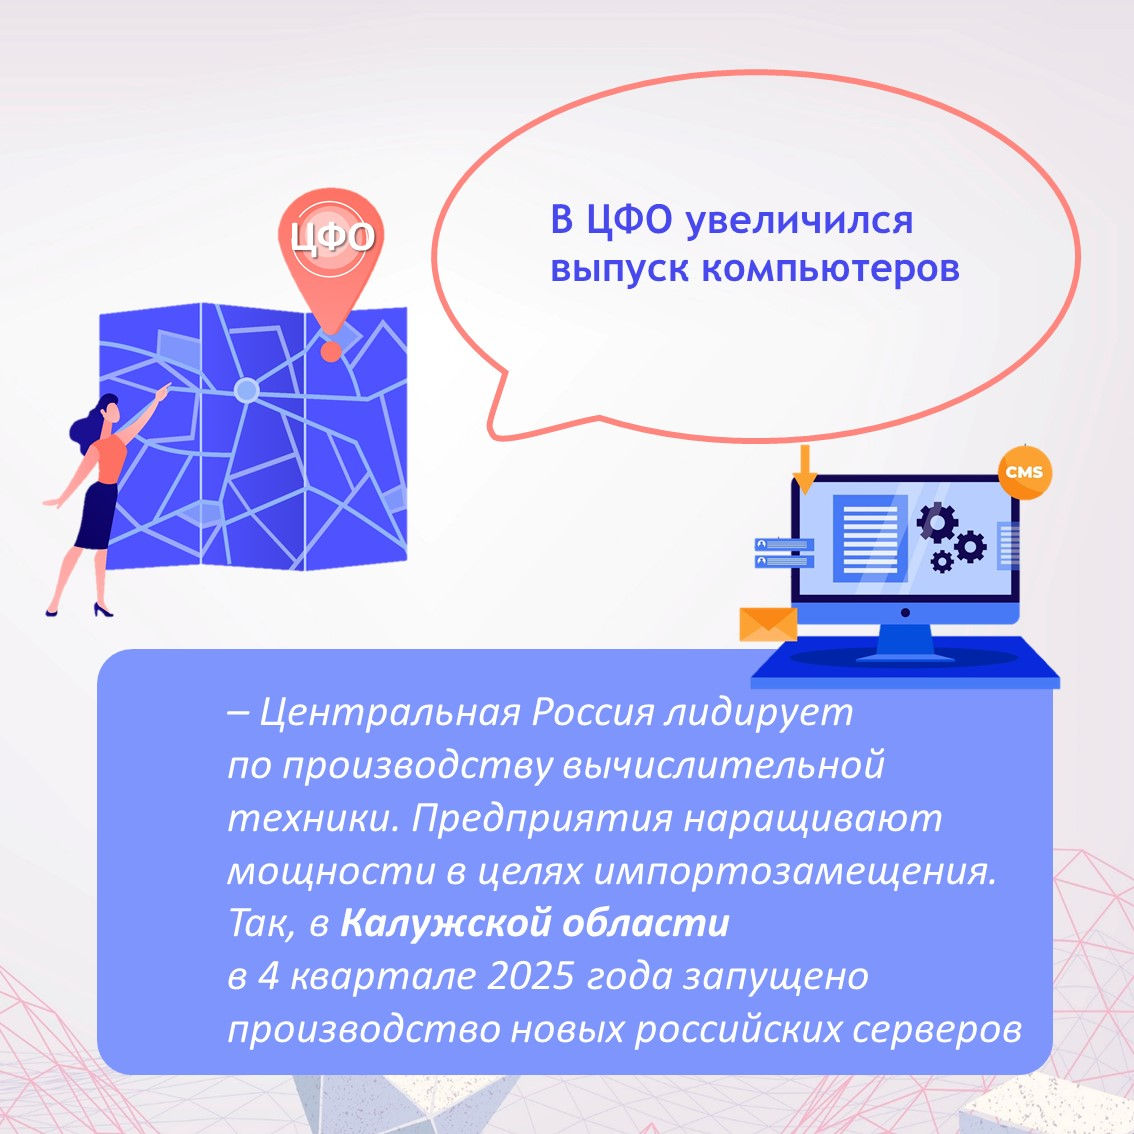 ЦФО
В ЦФО увеличился
выпуск компьютеров
CMS
– Центральная Россия лидирует
по производству вычислительной
техники. Предприятия наращивают
мощности в целях импортозамещения.
Так, в Калужской области
в 4 квартале 2025 года запущено
производство новых российских серверов